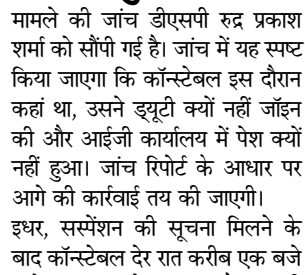 मामले की जांच डीएसपी रुद्र प्रकाश
शर्मा को सौंपी गई है। जांच में यह स्पष्ट
किया जाएगा कि कॉन्स्टेबल इस दौरान
कहां था, उसने ड्यूटी क्यों नहीं जॉइन
की और आईजी कार्यालय में पेश क्यों
नहीं हुआ। जांच रिपोर्ट के आधार पर
आगे की कार्रवाई तय की जाएगी।
इधर, सस्पेंशन की सूचना मिलने के
बाद कॉन्स्टेबल देर रात करीब एक बजे